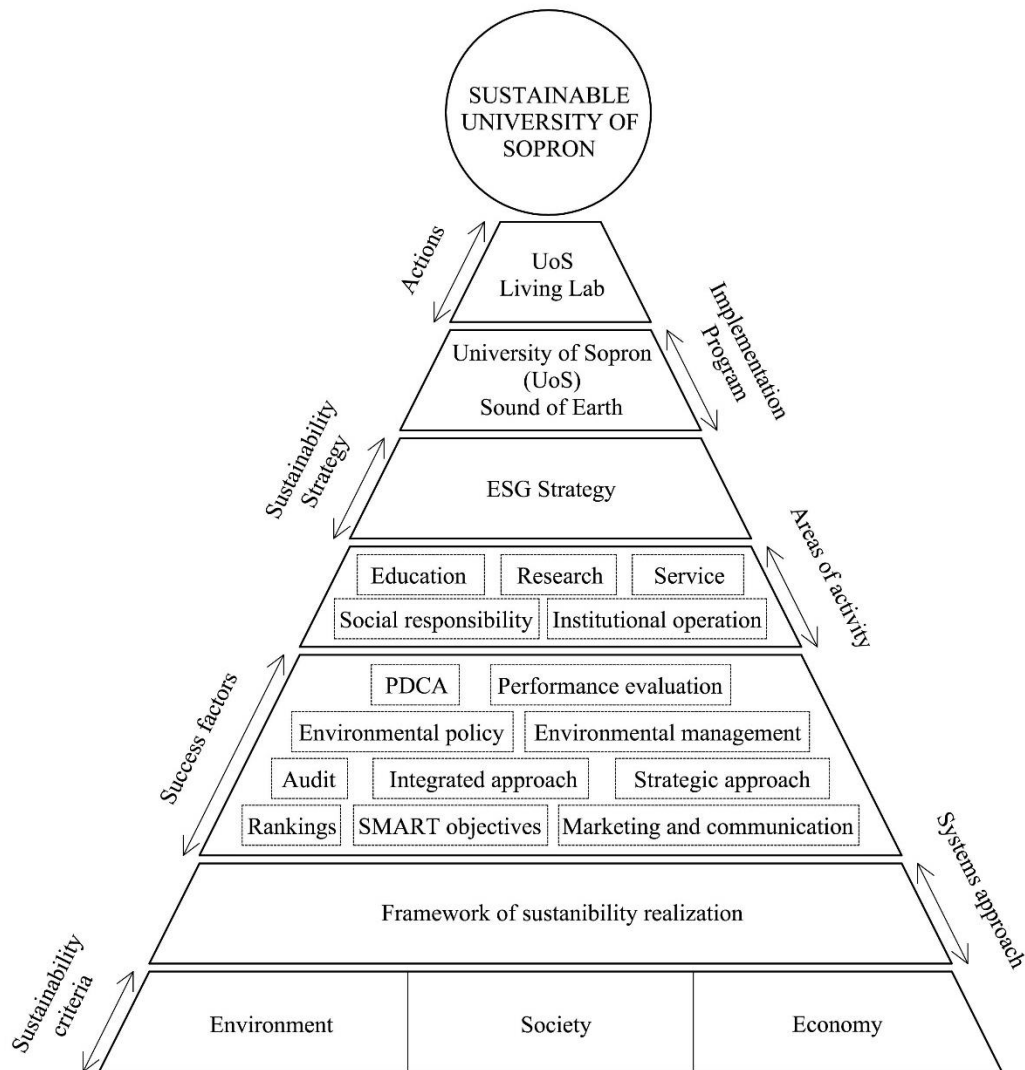 SUSTAINABLE
UNIVERSITY OF
SOPRON
Actions
UoS
Living Lab
Implementation
Program
University of Sopron
(UoS)
Sound of Earth
Sustainability
Strategy
ESG Strategy
Areas of activity
Education Research Service
Social responsibility Institutional operation
Success factors
PDCA Performance evaluation
Environmental policy Environmental management
Audit Integrated approach Strategic approach
Rankings SMART objectives Marketing and communication
Systems approach
Framework of sustanibility realization
Sustainability
criteria
Environment Society Economy